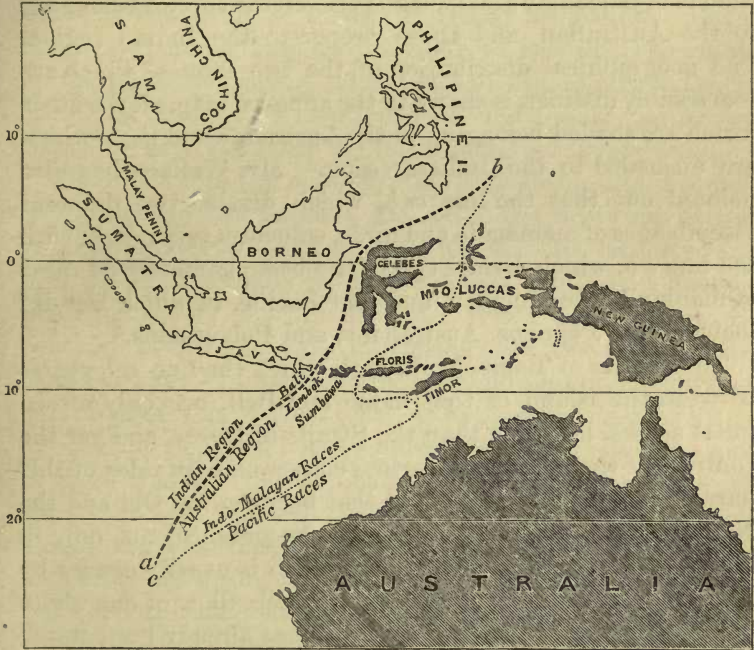 SIAM
COCHIN CHINA
PHILIPINE Is
10°
MALAY PENIN
b
SUMATRA
BORNEO
CELEBES
0°
MOLUCCAS
NEW GUINEA
JAVA
FLORIS
TIMOR
10°
Bali
Lombok
Sumbawa
Indian Region
Australian Region
Indo-Malayan Races
Pacific Races
20°
a
c
AUSTRALIA